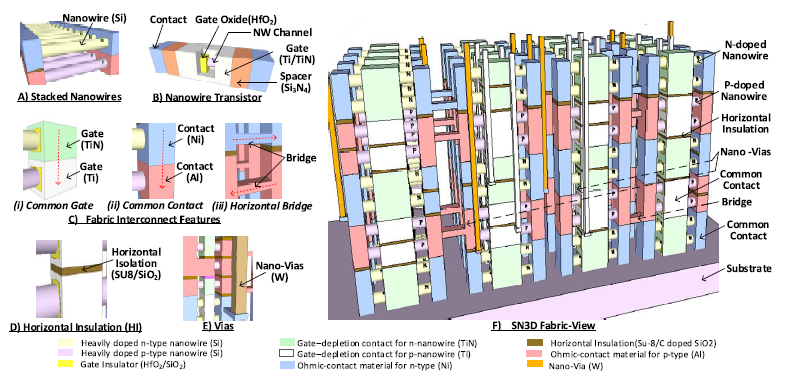 Nanowire (Si)
A) Stacked Nanowires
Contact
Gate Oxide(HfO₂)
NW Channel
Gate
(Ti/TiN)
Spacer
(Si₃N₄)
B) Nanowire Transistor
Gate
(TiN)
Gate
(Ti)
(i) Common Gate
Contact
(Ni)
Contact
(Al)
(ii) Common Contact
Bridge
(iii) Horizontal Bridge
C) Fabric Interconnect Features
Horizontal
Isolation
(SU8/SiO₂)
D) Horizontal Insulation (HI)
Nano-Vias
(W)
E) Vias
N-doped
Nanowire
P-doped
Nanowire
Horizontal
Insulation
Nano -Vias
Common
Contact
Bridge
Common
Contact
Substrate
F) SN3D Fabric-View
Heavily doped n-type nanowire (Si)
Heavily doped p-type nanowire (Si)
Gate Insulator (HfO₂/SiO₂)
Gate–depletion contact for n-nanowire (TiN)
Gate–depletion contact for p-nanowire (Ti)
Ohmic-contact material for n-type (Ni)
Horizontal Insulation(Su-8/C doped SiO2)
Ohmic-contact material for p-type (Al)
Nano-Via (W)